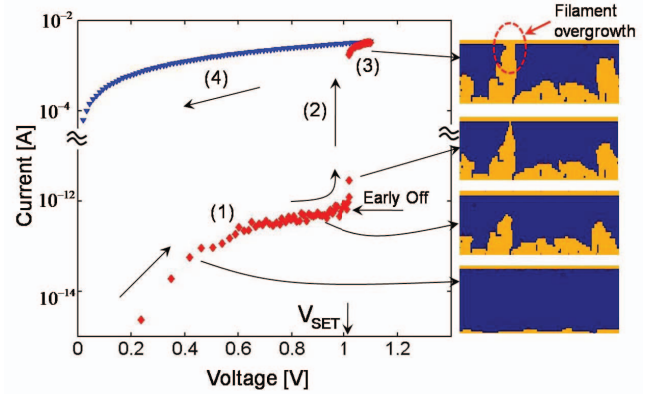 Filament
overgrowth
10⁻²
(4)
(3)
(2)
10⁻⁴
≈
≈
Current [A]
10⁻¹²
(1)
Early Off
10⁻¹⁴
V_SET
0
0.2
0.4
0.6
0.8
1
1.2
Voltage [V]